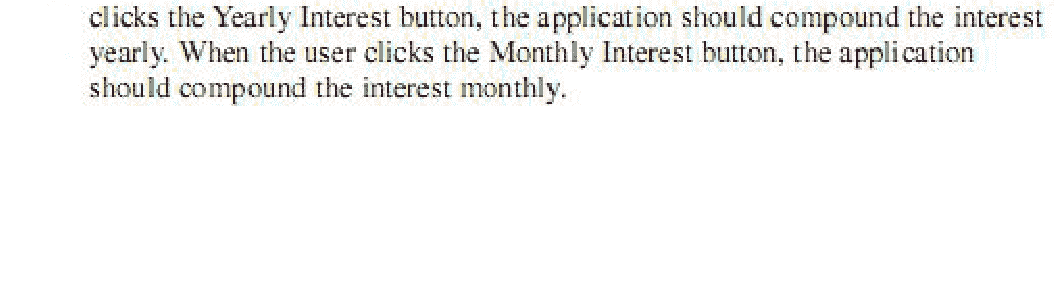 clicks the Yearly Interest button, the application should compound the interest
yearly. When the user clicks the Monthly Interest button, the application
should compound the interest monthly.